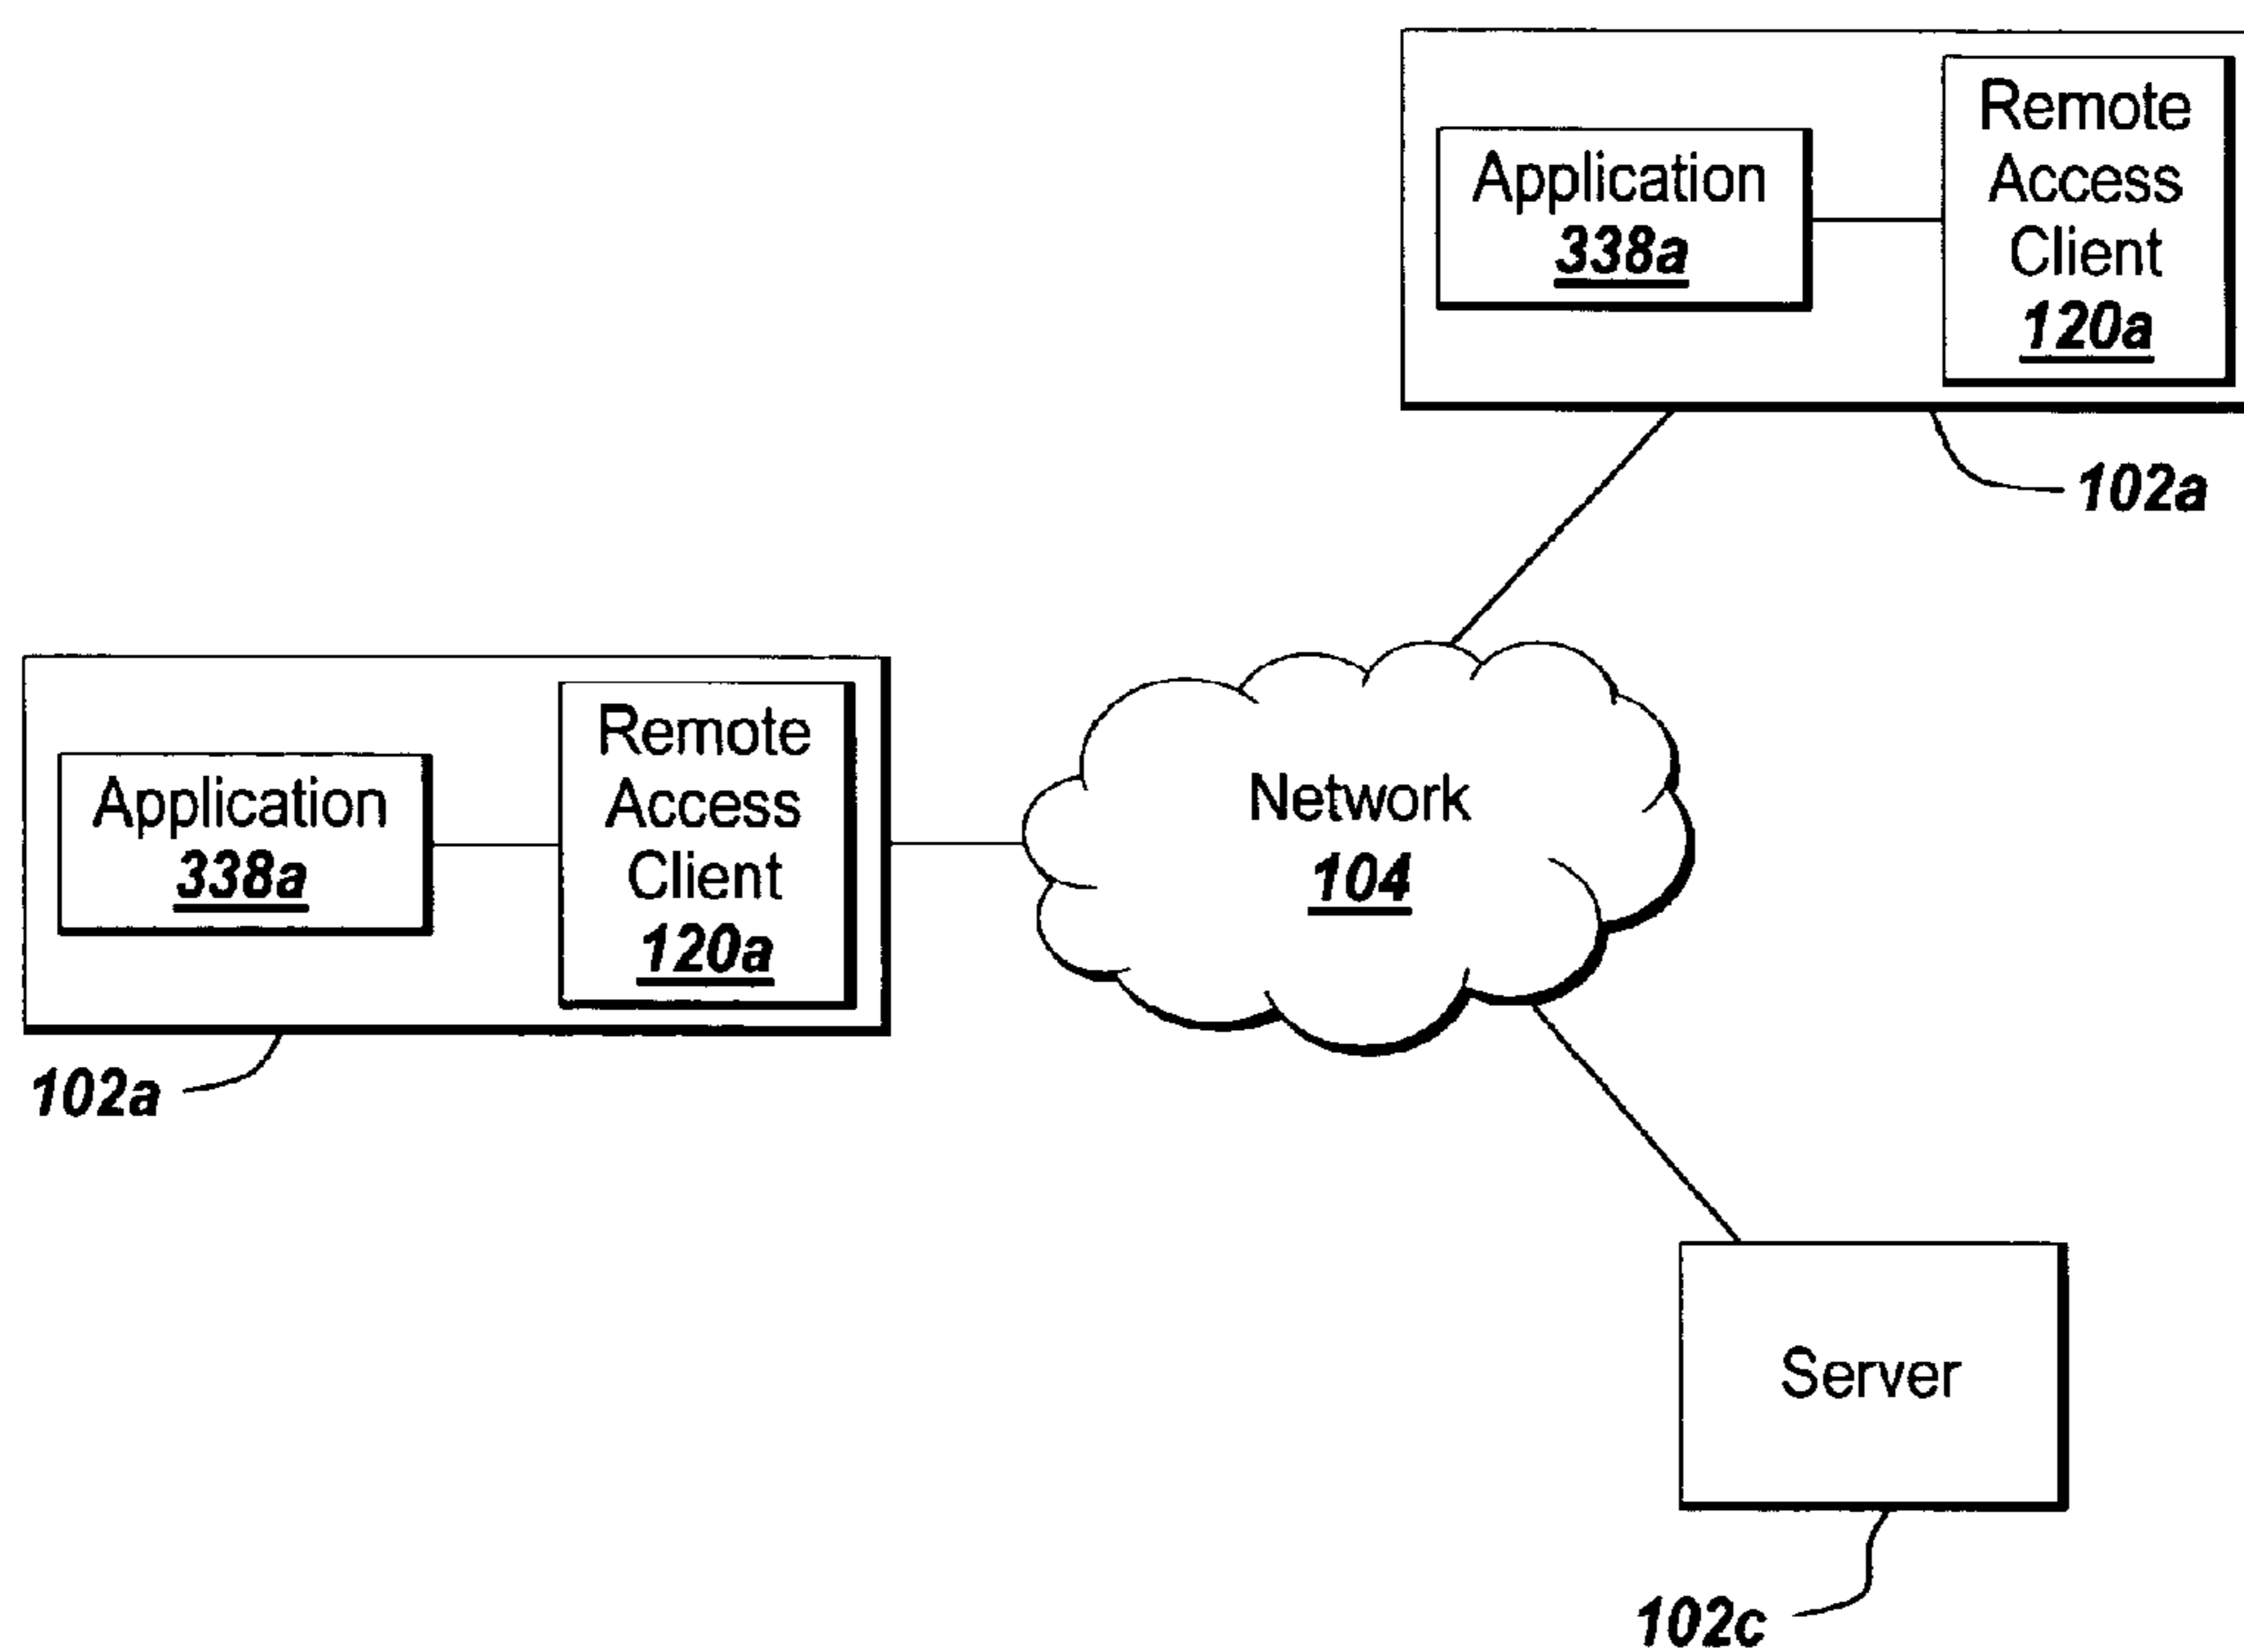 Application
338a
Remote
Access
Client
120a
102a
Application
338a
Remote
Access
Client
120a
102a
Network
104
Server
102c